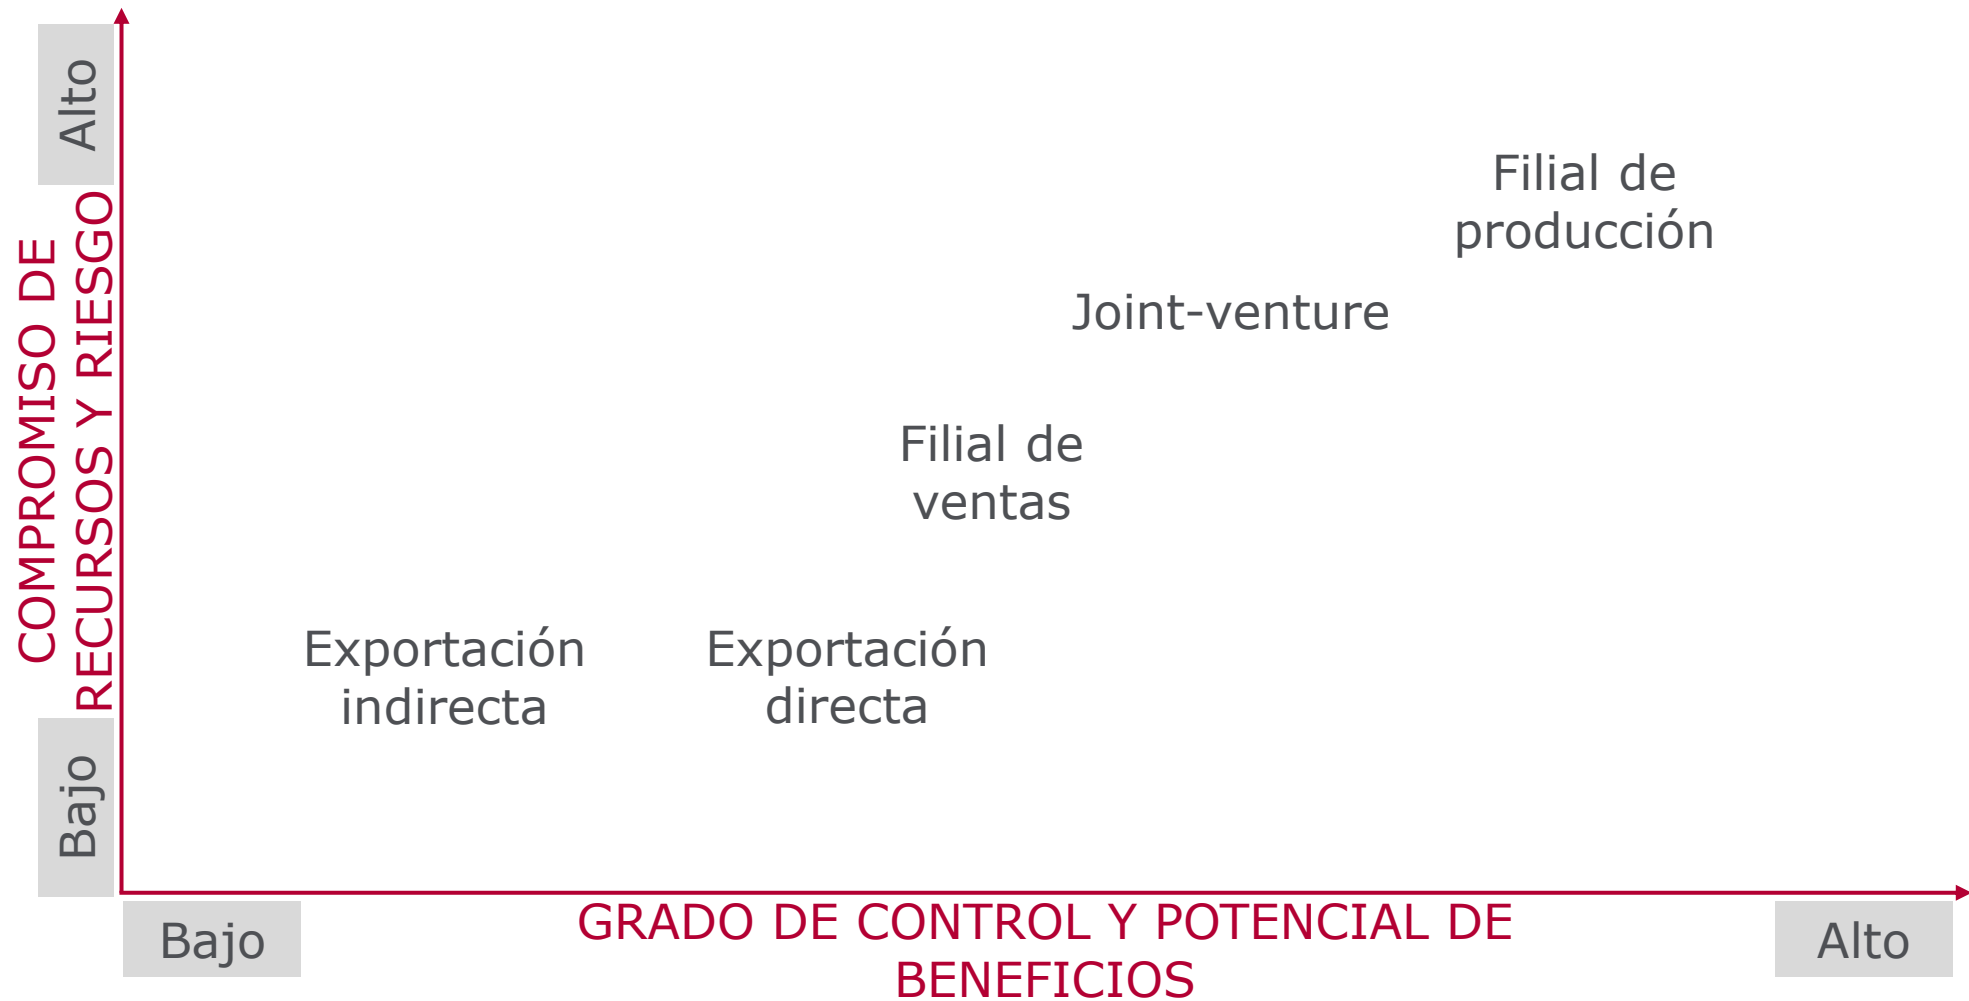 Alto
COMPROMISO DE
RECURSOS Y RIESGO
Bajo
Filial de
producción
Joint-venture
Filial de
ventas
Exportación
indirecta
Exportación
directa
Bajo
GRADO DE CONTROL Y POTENCIAL DE
BENEFICIOS
Alto